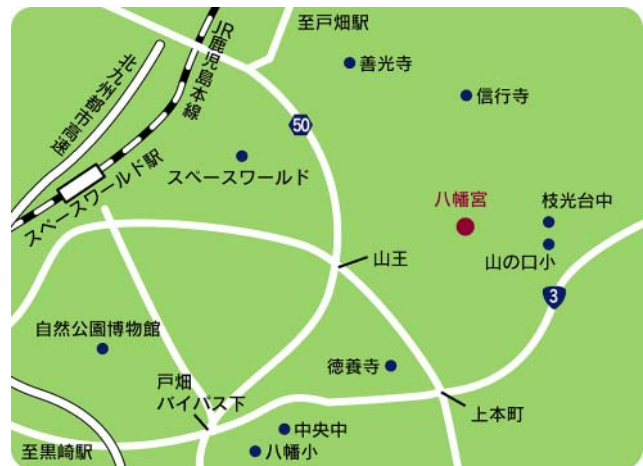 至戸畑駅
善光寺
信行寺
JR鹿児島本線
北九州都市高速
50
スペースワールド
スペースワールド駅
八幡宮
枝光台中
山の口小
山王
3
自然公園博物館
徳養寺
戸畑
バイパス下
上本町
中央中
至黒崎駅
八幡小